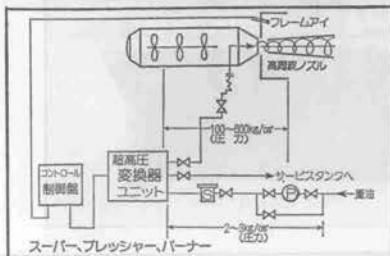 フレームアイ
高周波ノズル
100~800kg/cm²
(圧力)
コントロール
制御盤
超高圧
変換器
ユニット
サービスタンクへ
S
P
重油
2~3kg/cm²
(圧力)
スーパー、プレッシャー、バーナー